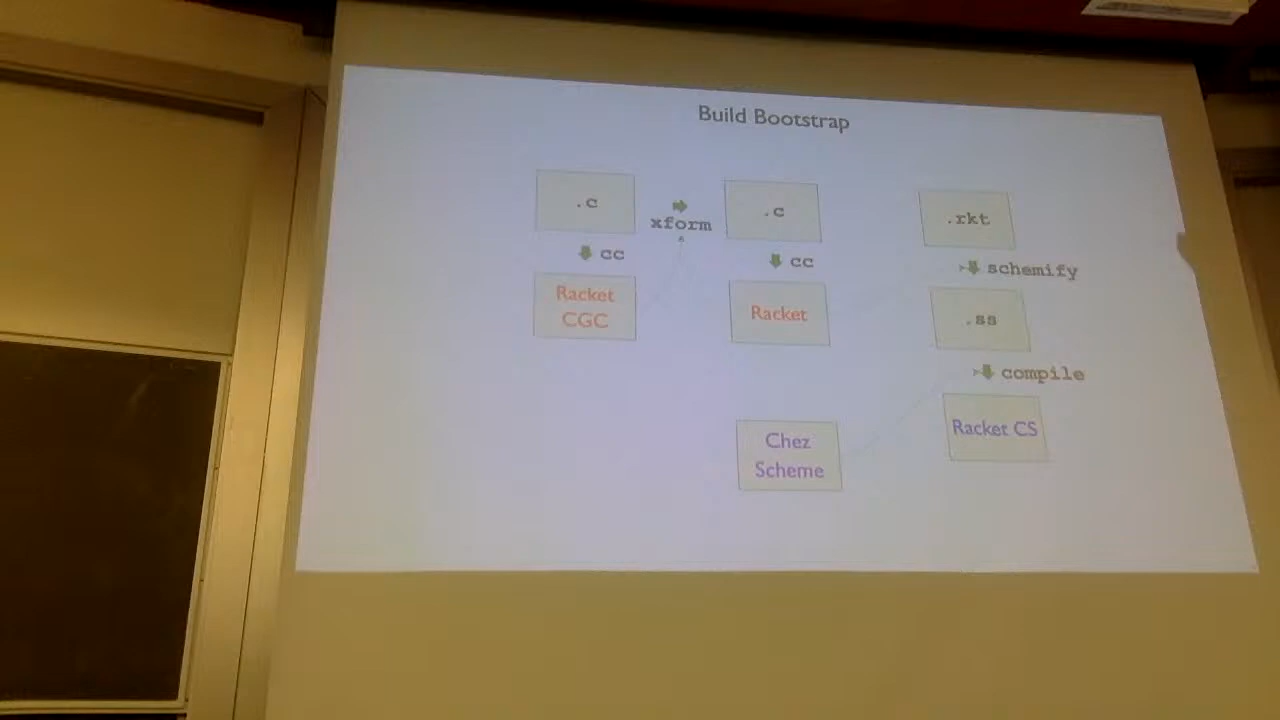 Build Bootstrap
.c
xform
.c
.rkt
cc
cc
schemify
Racket
CGC
Racket
.ss
compile
Chez
Scheme
Racket CS